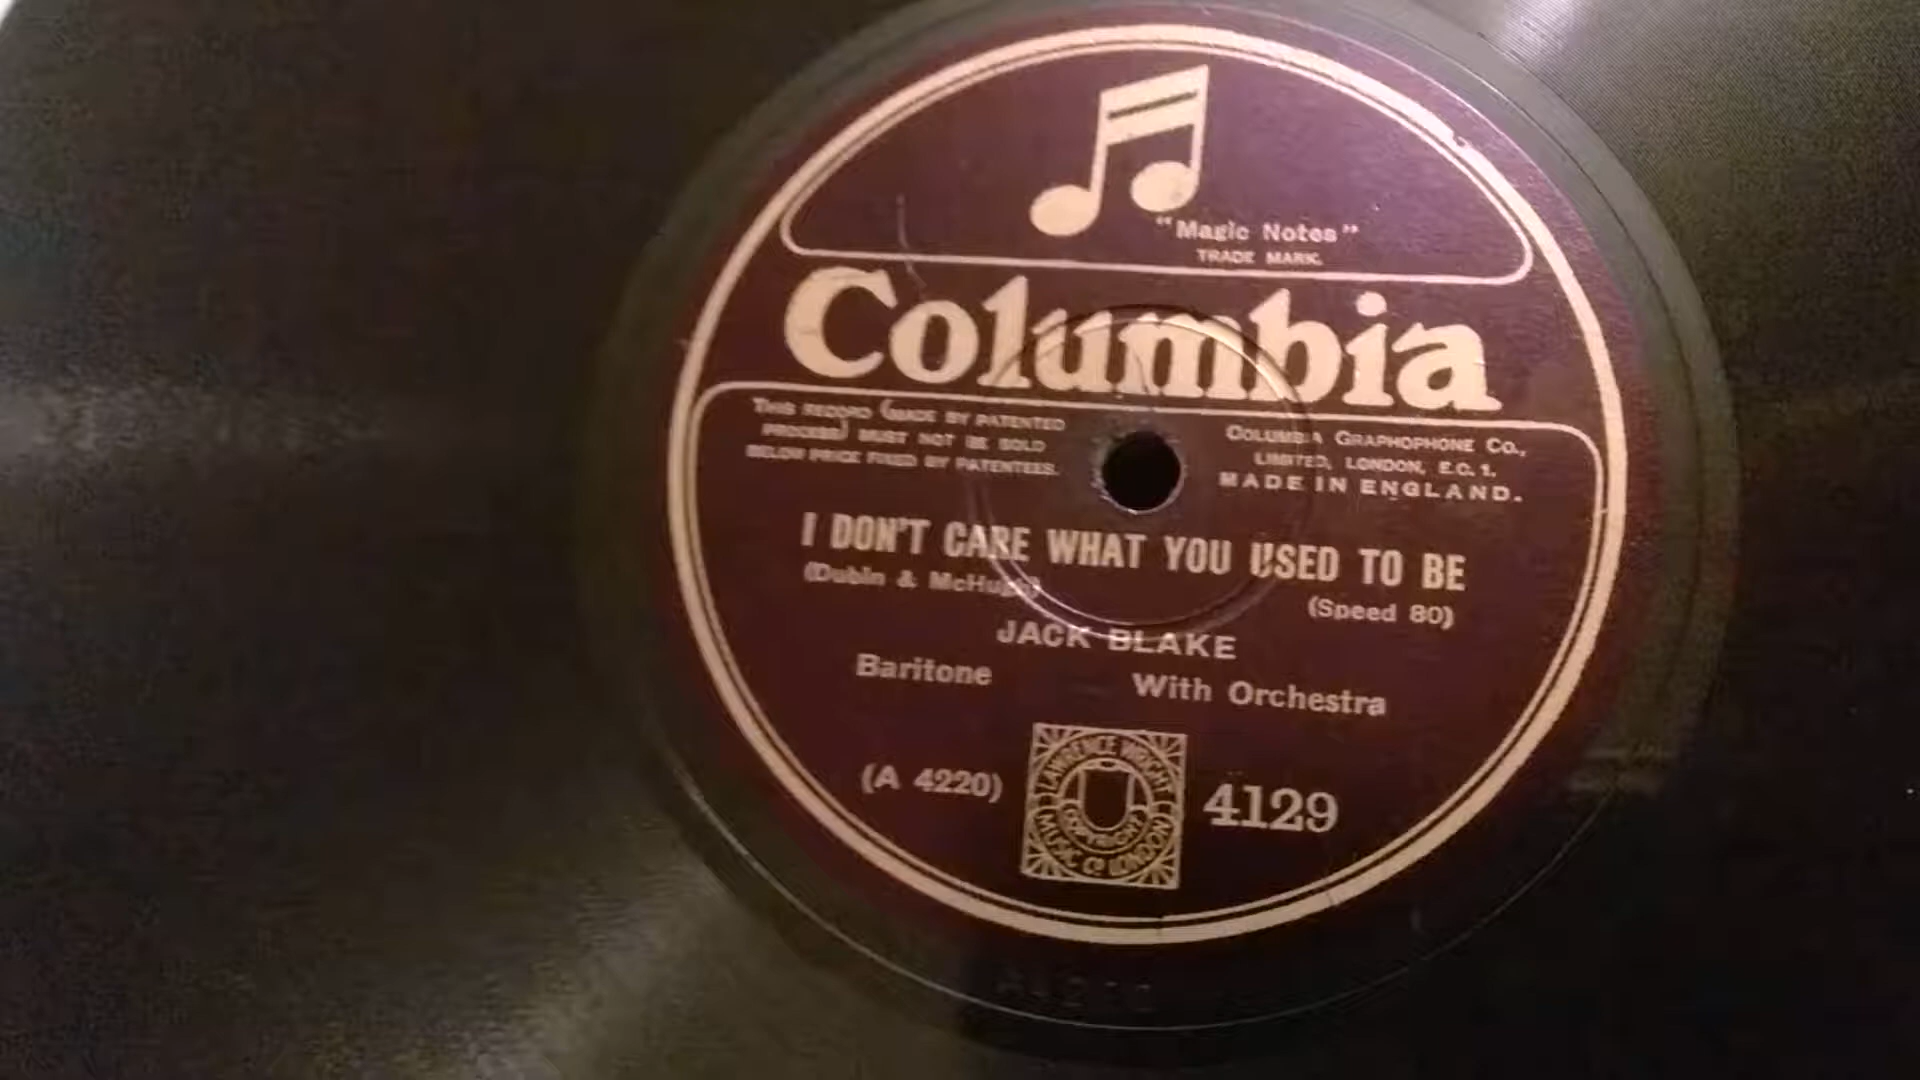 "Magic Notes"
TRADE MARK.
Columbia
THIS RECORD (MADE BY PATENTED
PROCESS) MUST NOT BE SOLD
BELOW PRICE FIXED BY PATENTEES.
COLUMBIA GRAPHOPHONE CO.,
LIMITED, LONDON, E.C.1.
MADE IN ENGLAND.
I DON'T CARE WHAT YOU USED TO BE
(Dubin & McHugh)
(Speed 80)
JACK BLAKE
Baritone With Orchestra
(A 4220)
LAWRENCE WRIGHT
MUSIC CO LONDON
COPYRIGHT
4129